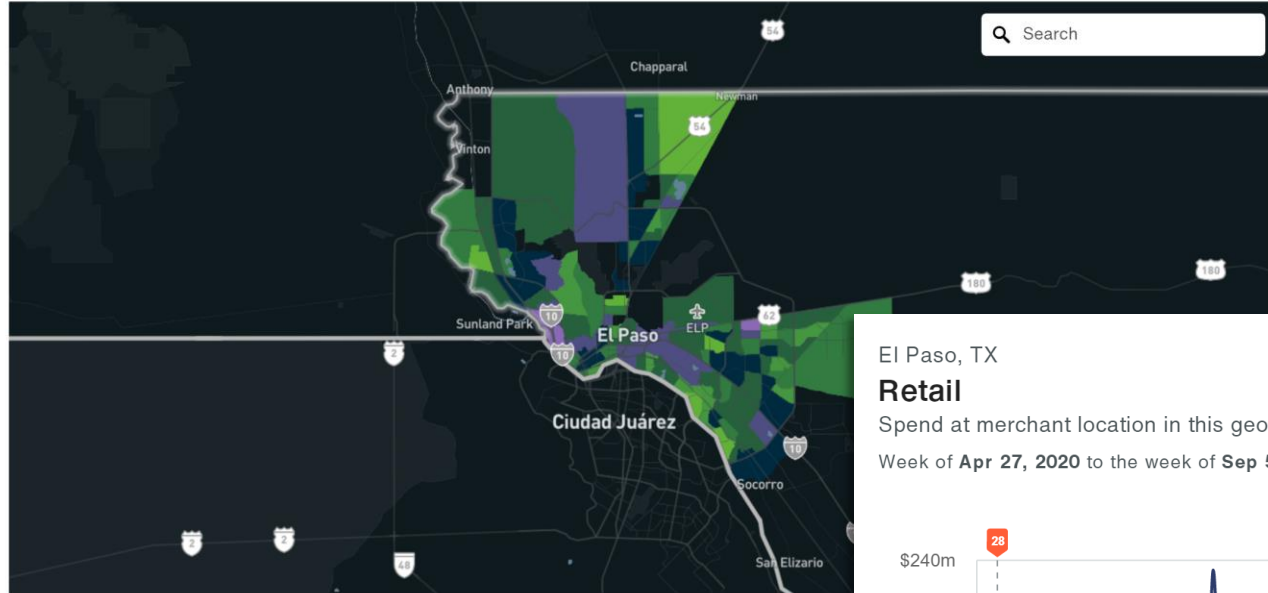 54
Search
Chapparal
Anthony
Newman
54
Vinton
180
180
10
62
Sunland Park
ELP
El Paso
2
10
Ciudad Juárez
10
Socorro
2
2
48
San Elizario
El Paso, TX
Retail
Spend at merchant location in this geo
Week of Apr 27, 2020 to the week of Sep 5
28
$240m